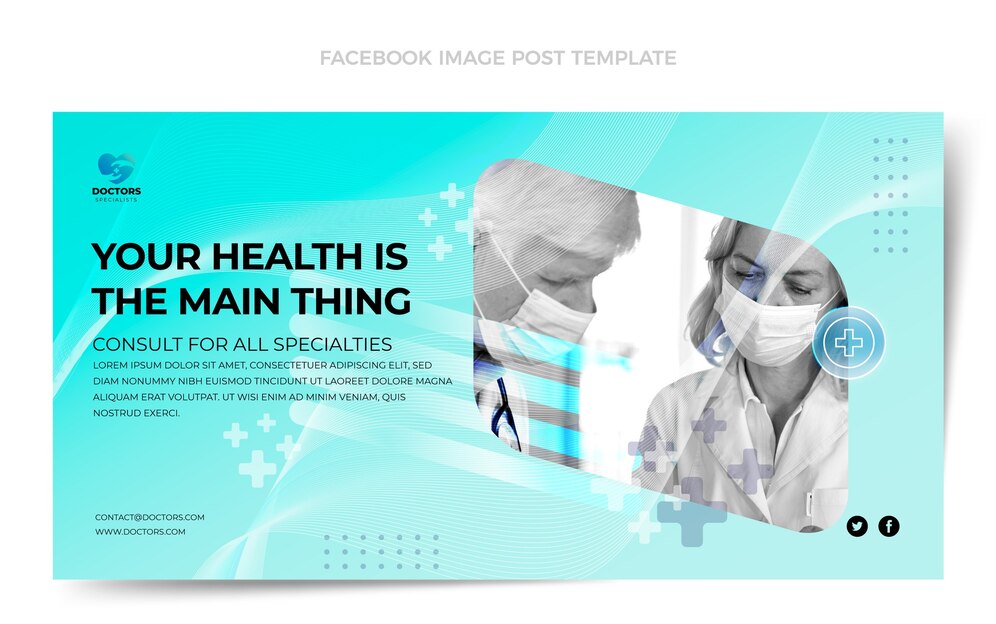 FACEBOOK IMAGE POST TEMPLATE
DOCTORS
SPECIALISTS
YOUR HEALTH IS
THE MAIN THING
CONSULT FOR ALL SPECIALTIES
LOREM IPSUM DOLOR SIT AMET, CONSECTETUER ADIPISCING ELIT, SED
DIAM NONUMMY NIBH EUISMOD TINCIDUNT UT LAOREET DOLORE MAGNA
ALIQUAM ERAT VOLUTPAT. UT WISI ENIM AD MINIM VENIAM, QUIS
NOSTRUD EXERCI.
CONTACT@DOCTORS.COM
WWW.DOCTORS.COM